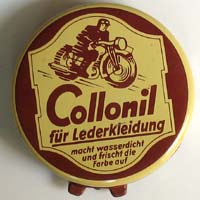 Collonil
für Lederkleidung
macht wasserdicht
und frischt die
Farbe auf